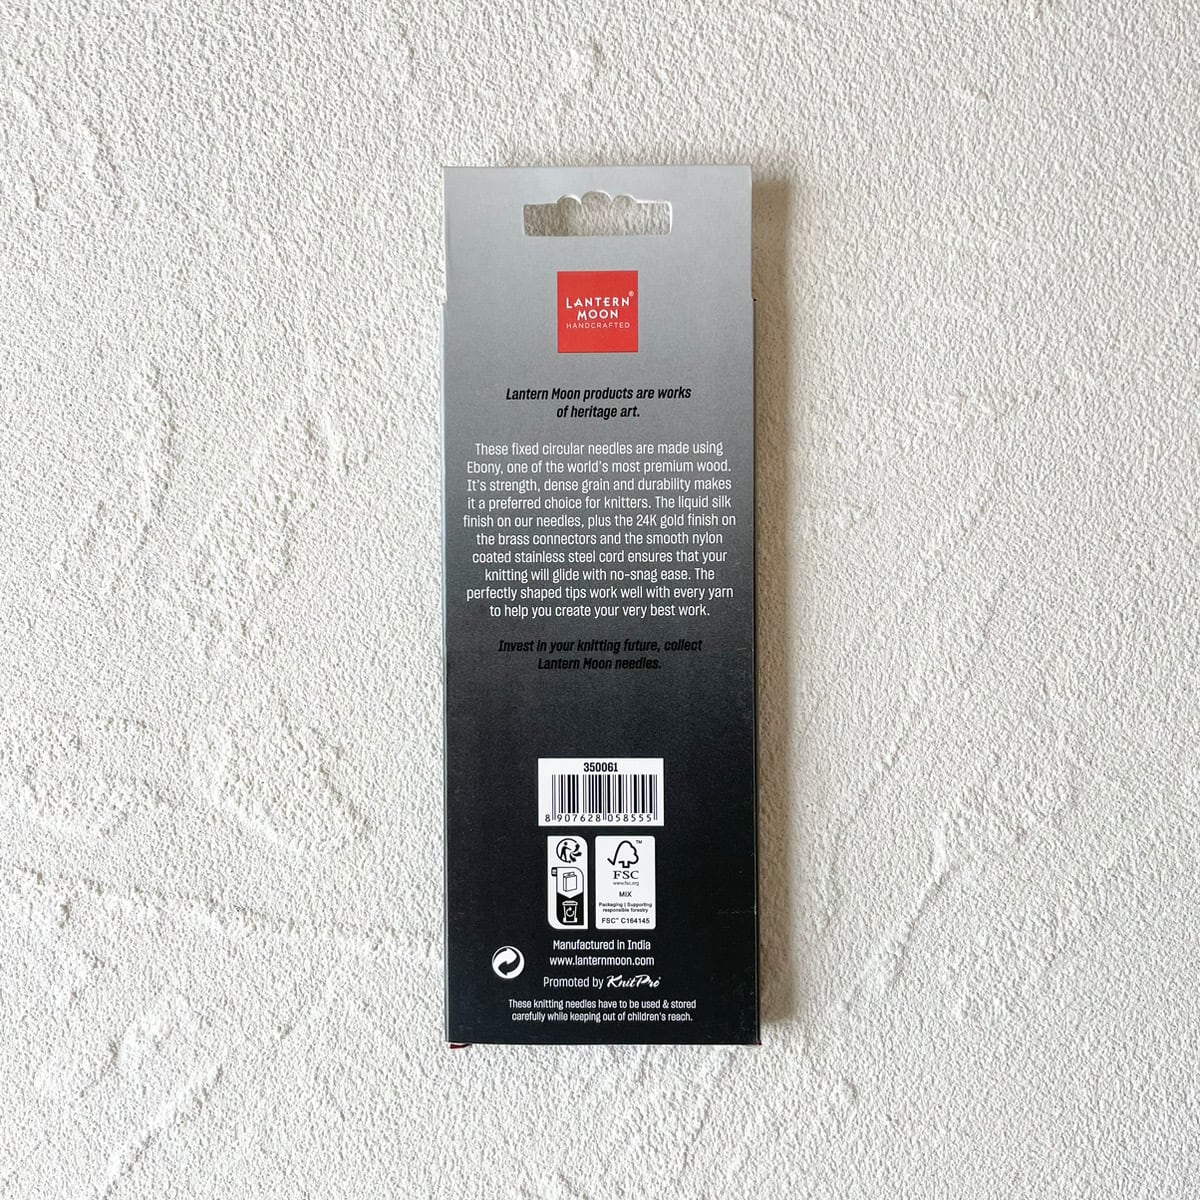 LANTERN®
MOON
HANDCRAFTED
Lantern Moon products are works
of heritage art.
These fixed circular needles are made using
Ebony, one of the world's most premium wood.
It's strength, dense grain and durability makes
it a preferred choice for knitters. The liquid silk
finish on our needles, plus the 24K gold finish on
the brass connectors and the smooth nylon
coated stainless steel cord ensures that your
knitting will glide with no-snag ease. The
perfectly shaped tips work well with every yarn
to help you create your very best work.
Invest in your knitting future, collect
Lantern Moon needles.
350061
8 907628 058555
FSC
www.fsc.org
MIX
Packaging | Supporting
responsible forestry
FSC™ C164145
Manufactured in India
www.lanternmoon.com
Promoted by KnitPro
These knitting needles have to be used & stored
carefully while keeping out of children's reach.